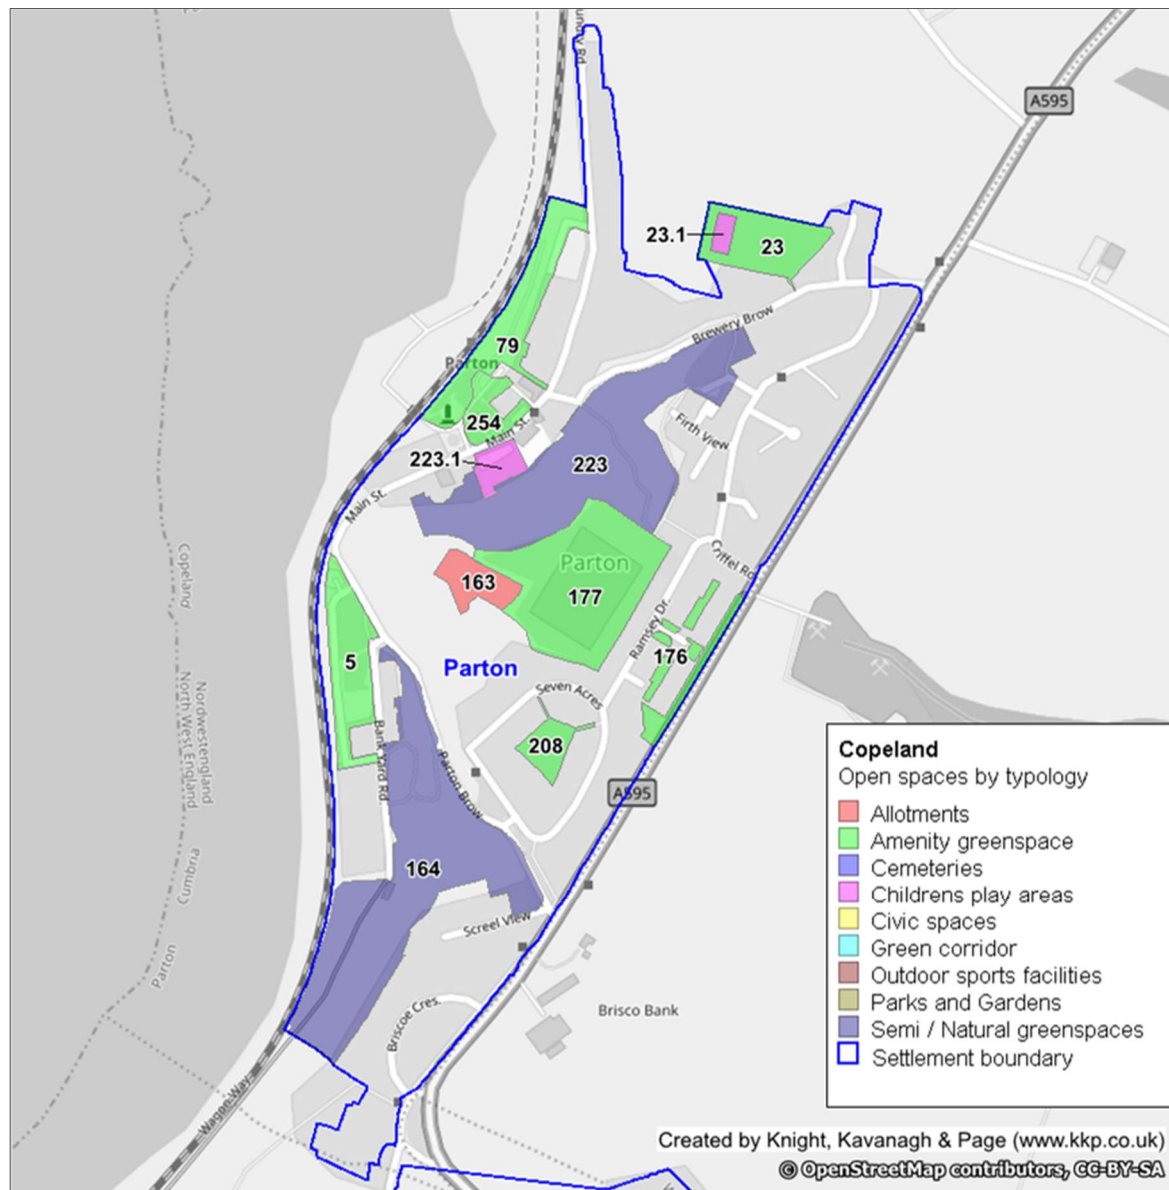 undry Rd.
A595
23.1
23
Brewery Brow
79
Parton
254
Main St.
Firth View
223.1
223
Main St.
Criffel Rd.
Parton
163
177
Ramsey Dr.
Copeland
North West England
Nordwestengland
5
Parton
176
Seven Acres
208
Bank Yard Rd.
Parton Brow
A595
Cumbria
164
Screel View
Parton
Briscoe Cres.
Brisco Bank
Wagon Way
Copeland
Open spaces by typology
Allotments
Amenity greenspace
Cemeteries
Childrens play areas
Civic spaces
Green corridor
Outdoor sports facilities
Parks and Gardens
Semi / Natural greenspaces
Settlement boundary
Created by Knight, Kavanagh & Page (www.kkp.co.uk)
© OpenStreetMap contributors, CC-BY-SA